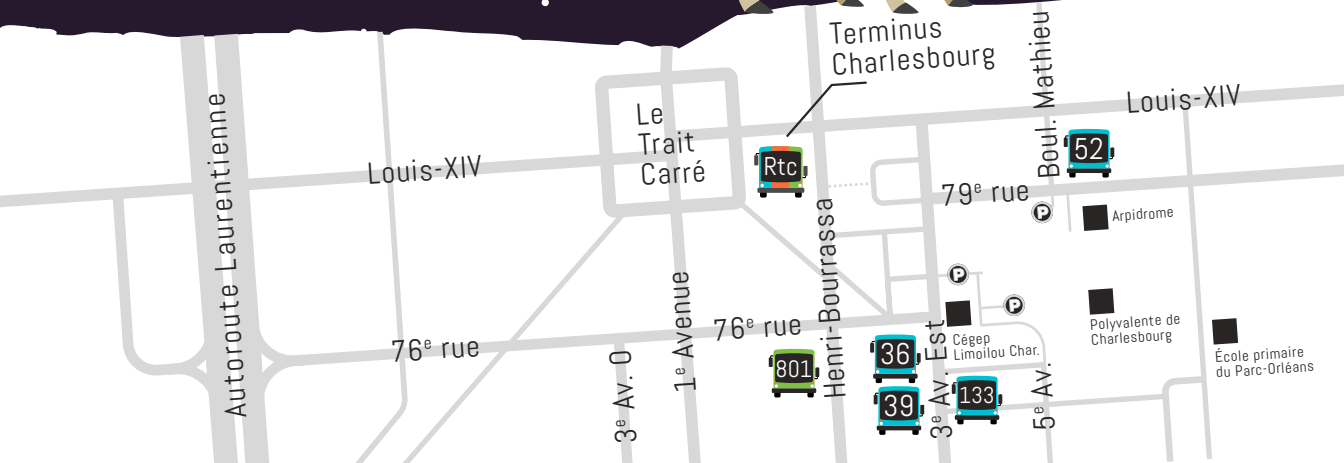 Terminus
Charlesbourg
Boul. Mathieu
Louis-XIV
Autoroute Laurentienne
Le
Trait
Carré
Louis-XIV
Rtc
52
79e rue
P
Arpidrome
Henri-Bourrassa
P
P
Polyvalente de
Charlesbourg
École primaire
du Parc-Orléans
1e Avenue
76e rue
76e rue
3e Av. O
801
36
39
3e Av. Est
Cégep
Limoilou Char.
133
5e Av.